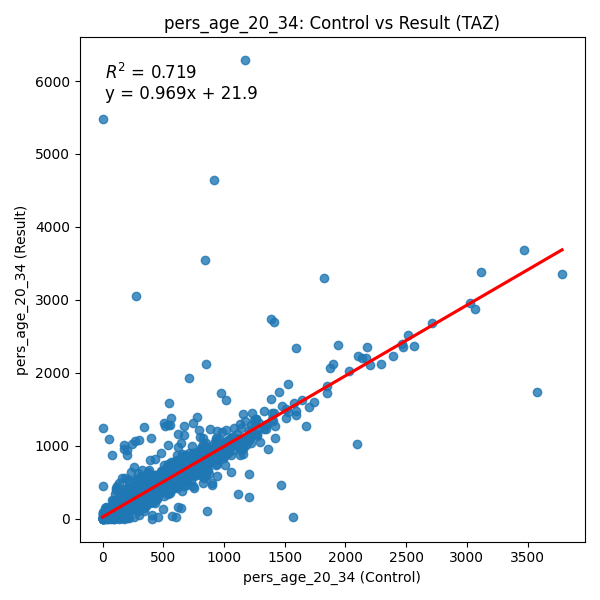 pers_age_20_34: Control vs Result (TAZ)
R² = 0.719
y = 0.969x + 21.9
6000
5000
4000
3000
2000
1000
0
pers_age_20_34 (Result)
0 500 1000 1500 2000 2500 3000 3500
pers_age_20_34 (Control)